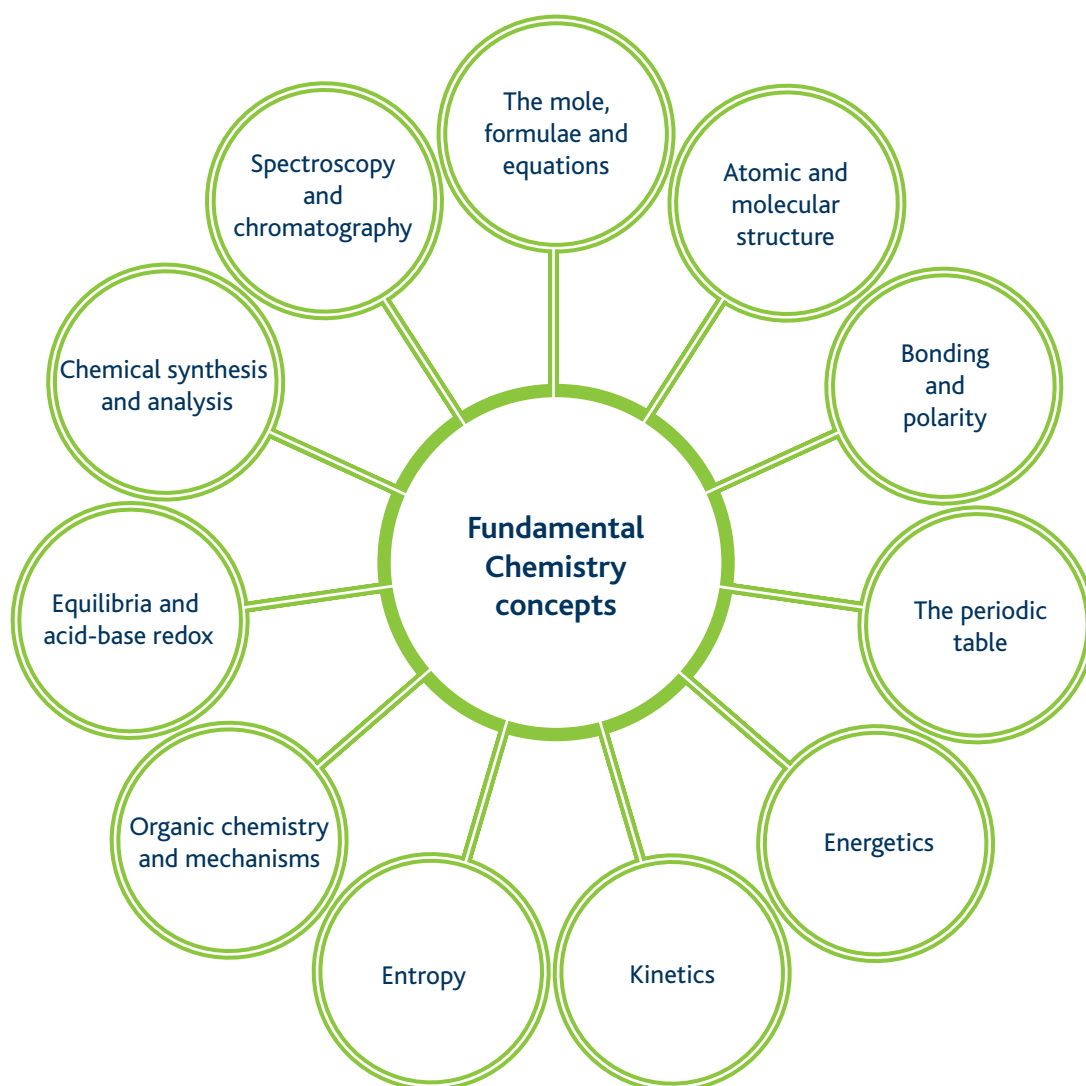 The mole,
formulae and
equations
Atomic and
molecular
structure
Bonding
and
polarity
The periodic
table
Energetics
Kinetics
Entropy
Organic chemistry
and mechanisms
Equilibria and
acid-base redox
Chemical synthesis
and analysis
Spectroscopy
and
chromatography
Fundamental
Chemistry
concepts